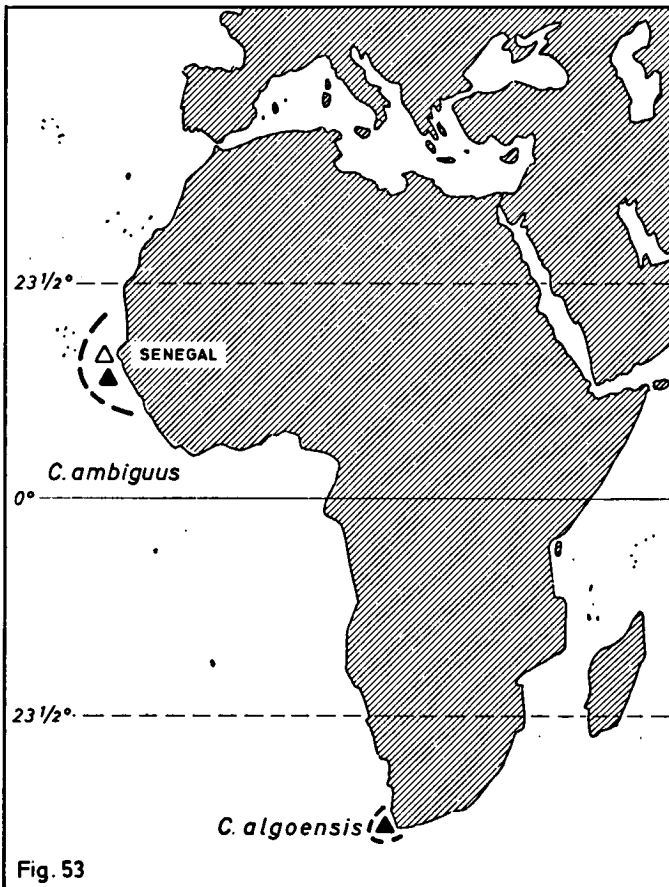 23 1/2°
SENEGAL
C. ambiguus
0°
23 1/2°
C. algoensis
Fig. 53